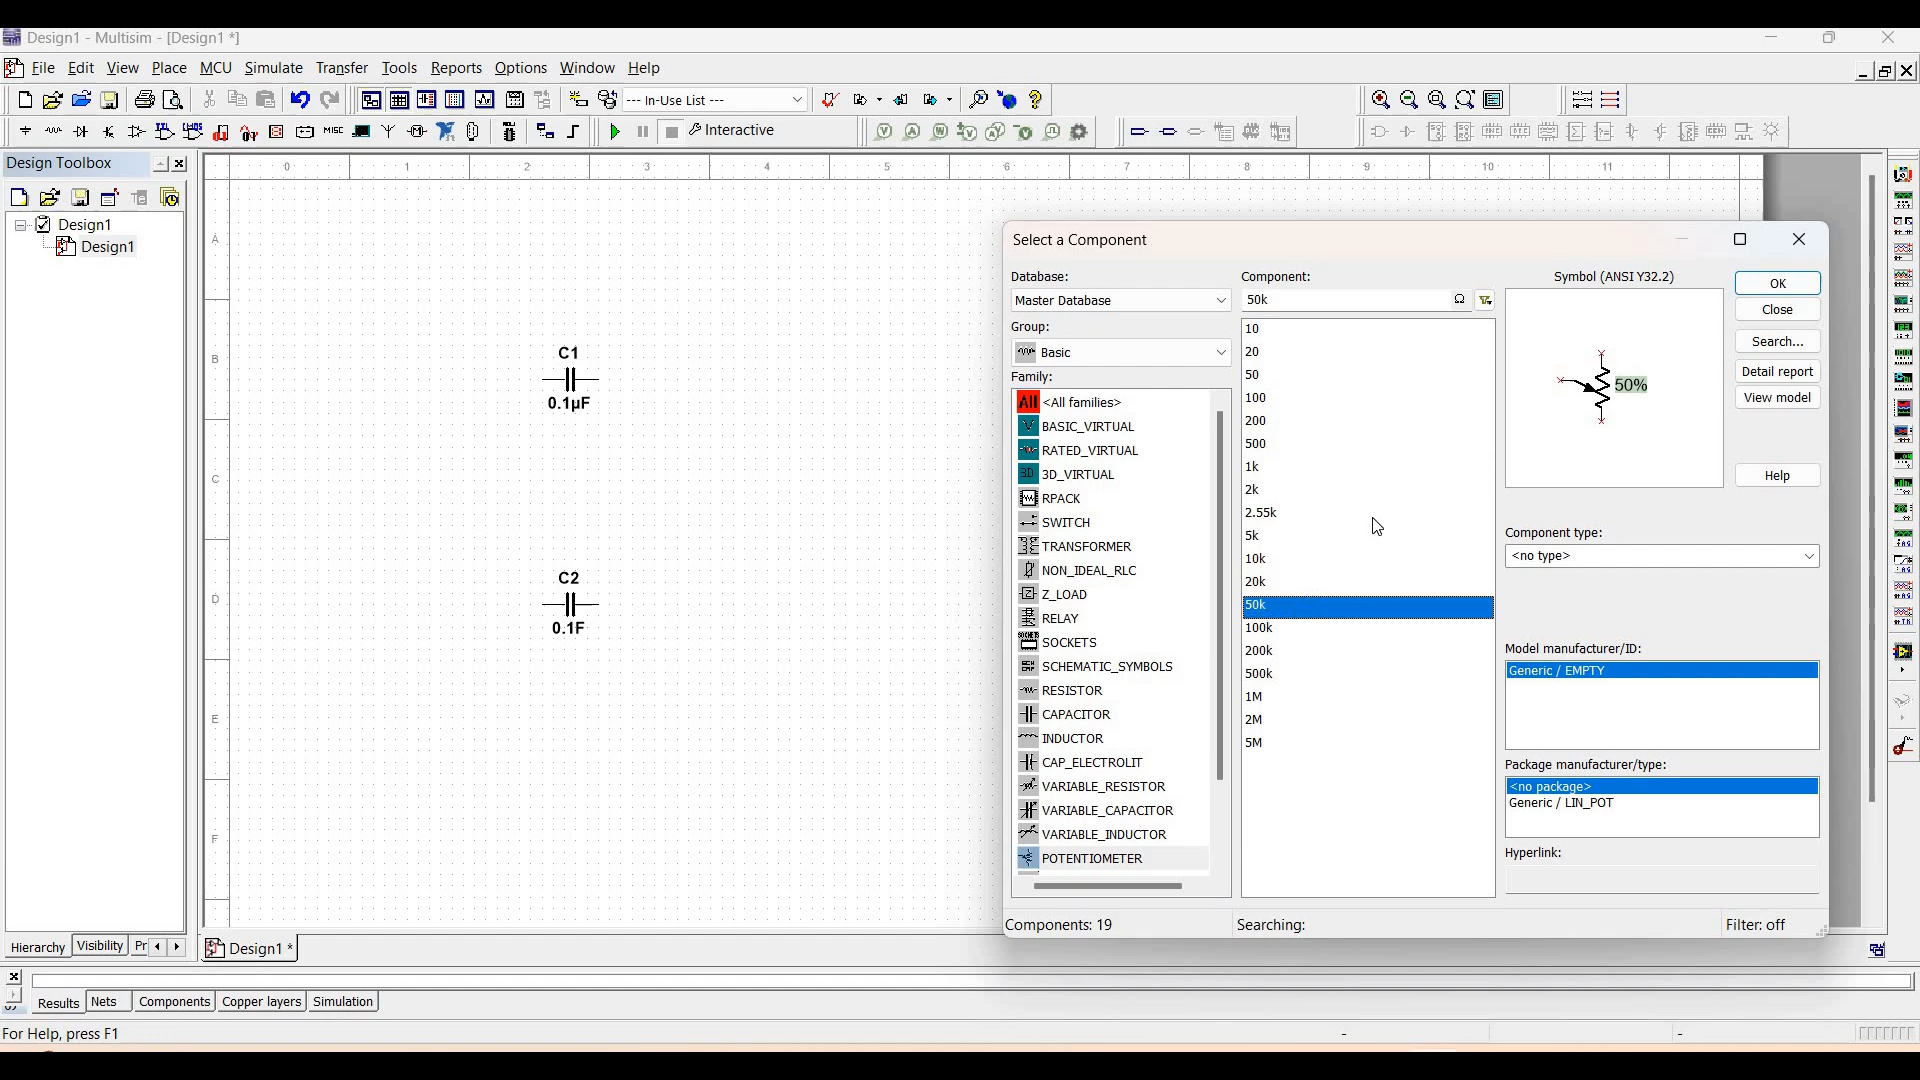 Design1 - Multisim - [Design1 *]
File Edit View Place MCU Simulate Transfer Tools Reports Options Window Help
--- In-Use List ---
MISC Interactive
Design Toolbox
Design1
Design1
0 1 2 3 4 5 6 7 8 9 10 11
A
B
C
D
E
F
C1
0.1µF
C2
0.1F
Select a Component
Database:
Master Database
Group:
Basic
Family:
All <All families>
BASIC_VIRTUAL
RATED_VIRTUAL
3D 3D_VIRTUAL
RPACK
SWITCH
TRANSFORMER
NON_IDEAL_RLC
Z Z_LOAD
RELAY
SOCKETS SOCKETS
SCHEMATIC_SYMBOLS
RESISTOR
CAPACITOR
INDUCTOR
CAP_ELECTROLIT
VARIABLE_RESISTOR
VARIABLE_CAPACITOR
VARIABLE_INDUCTOR
POTENTIOMETER
Component:
50k Ω
10
20
50
100
200
500
1k
2k
2.55k
5k
10k
20k
50k
100k
200k
500k
1M
2M
5M
Symbol (ANSI Y32.2)
50%
OK
Close
Search...
Detail report
View model
Help
Component type:
<no type>
Model manufacturer/ID:
Generic / EMPTY
Package manufacturer/type:
<no package>
Generic / LIN_POT
Hyperlink:
Components: 19 Searching: Filter: off
Hierarchy Visibility Pr
Design1 *
Results Nets Components Copper layers Simulation
For Help, press F1 - -